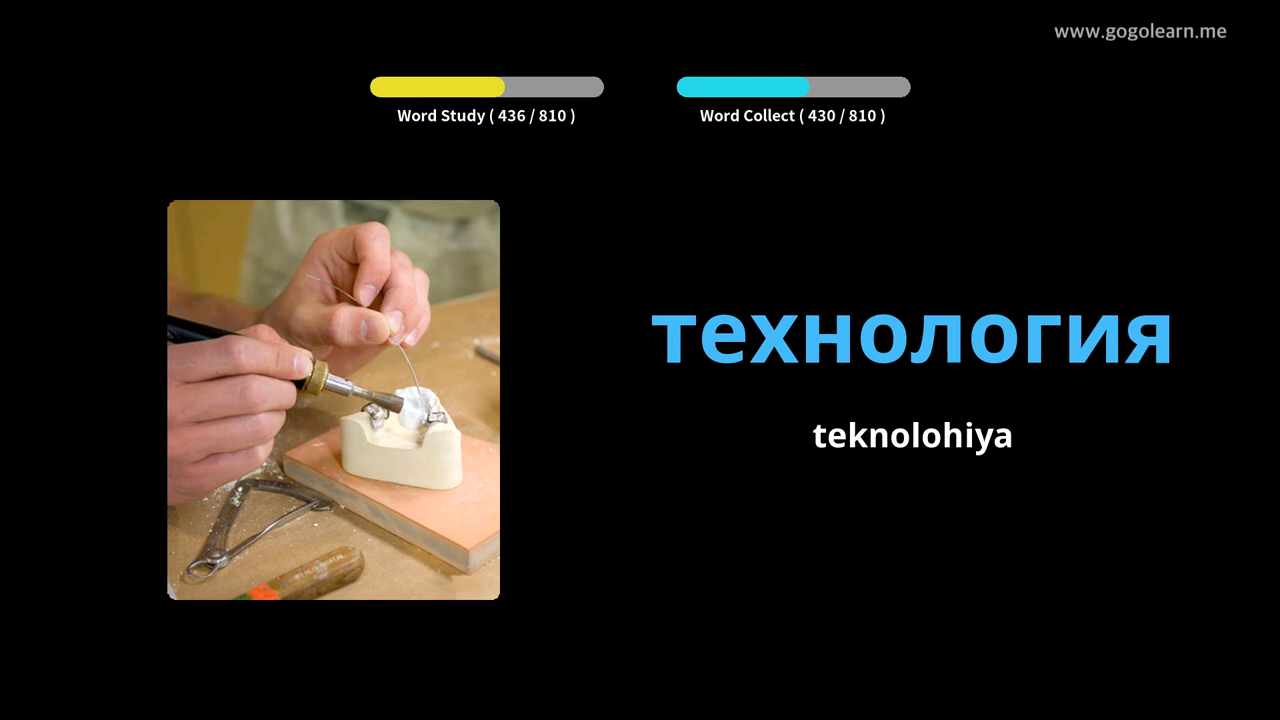 www.gogolearn.me
Word Study ( 436 / 810 )
Word Collect ( 430 / 810 )
технология
teknolohiya